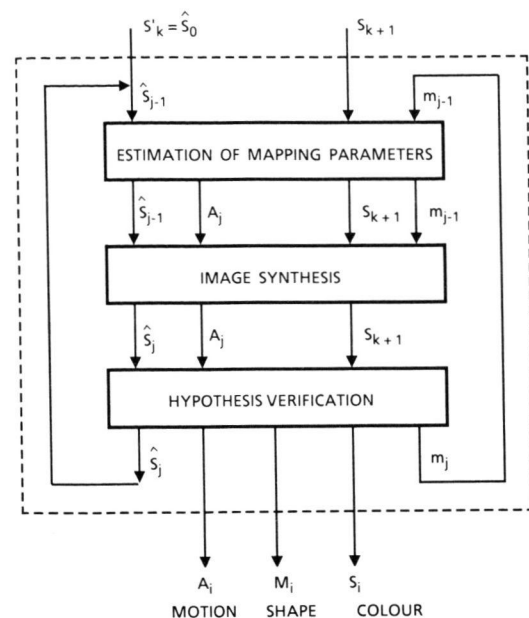 S'k = Ŝ0 Sk + 1
Ŝj-1 mj-1
ESTIMATION OF MAPPING PARAMETERS
Ŝj-1 Aj Sk + 1 mj-1
IMAGE SYNTHESIS
Ŝj Aj Sk + 1
HYPOTHESIS VERIFICATION
Ŝj mj
Ai Mi Si
MOTION SHAPE COLOUR